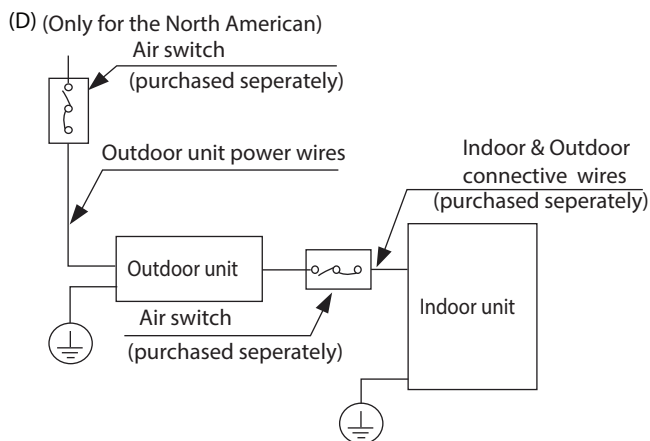 (D) (Only for the North American)
Air switch
(purchased seperately)
Outdoor unit power wires
Indoor & Outdoor
connective wires
(purchased seperately)
Outdoor unit
Indoor unit
Air switch
(purchased seperately)